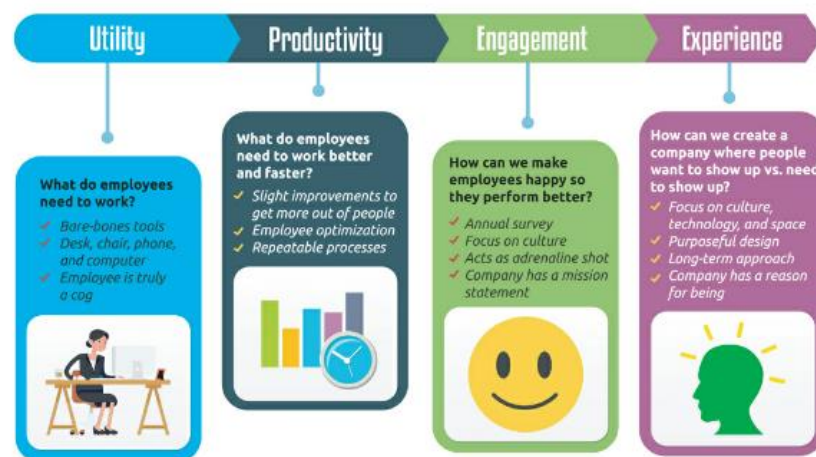 Utility
Productivity
Engagement
Experience
What do employees
need to work?
Bare-bones tools
Desk, chair, phone,
and computer
Employee is truly
a cog
What do employees
need to work better
and faster?
Slight improvements to
get more out of people
Employee optimization
Repeatable processes
How can we make
employees happy so
they perform better?
Annual survey
Focus on culture
Acts as adrenaline shot
Company has a mission
statement
How can we create a
company where people
want to show up vs. need
to show up?
Focus on culture,
technology, and space
Purposeful design
Long-term approach
Company has a reason
for being